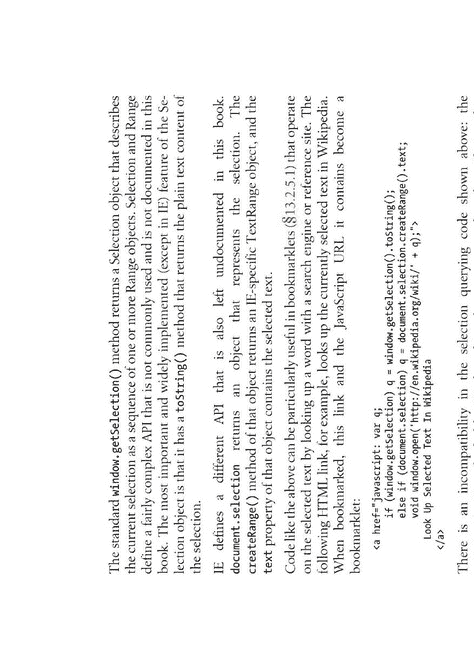 The standard window.getSelection() method returns a Selection object that describes
the current selection as a sequence of one or more Range objects. Selection and Range
define a fairly complex API that is not commonly used and is not documented in this
book. The most important and widely implemented (except in IE) feature of the Se-
lection object is that it has a toString() method that returns the plain text content of
the selection.
IE defines a different API that is also left undocumented in this book. The
document.selection returns an object that represents the selection. The
createRange() method of that object returns an IE-specific TextRange object, and the
text property of that object contains the selected text.
Code like the above can be particularly useful in bookmarklets (§13.2.5.1) that operate
on the selected text by looking up a word with a search engine or reference site. The
following HTML link, for example, looks up the currently selected text in Wikipedia.
When bookmarked, this link and the JavaScript URL it contains become a
bookmarklet:
<a href="javascript: var q;
if (window.getSelection) q = window.getSelection().toString();
else if (document.selection) q = document.selection.createRange().text;
void window.open('http://en.wikipedia.org/wiki/' + q);">
Look Up Selected Text In Wikipedia
</a>
There is an incompatibility in the selection querying code shown above: the